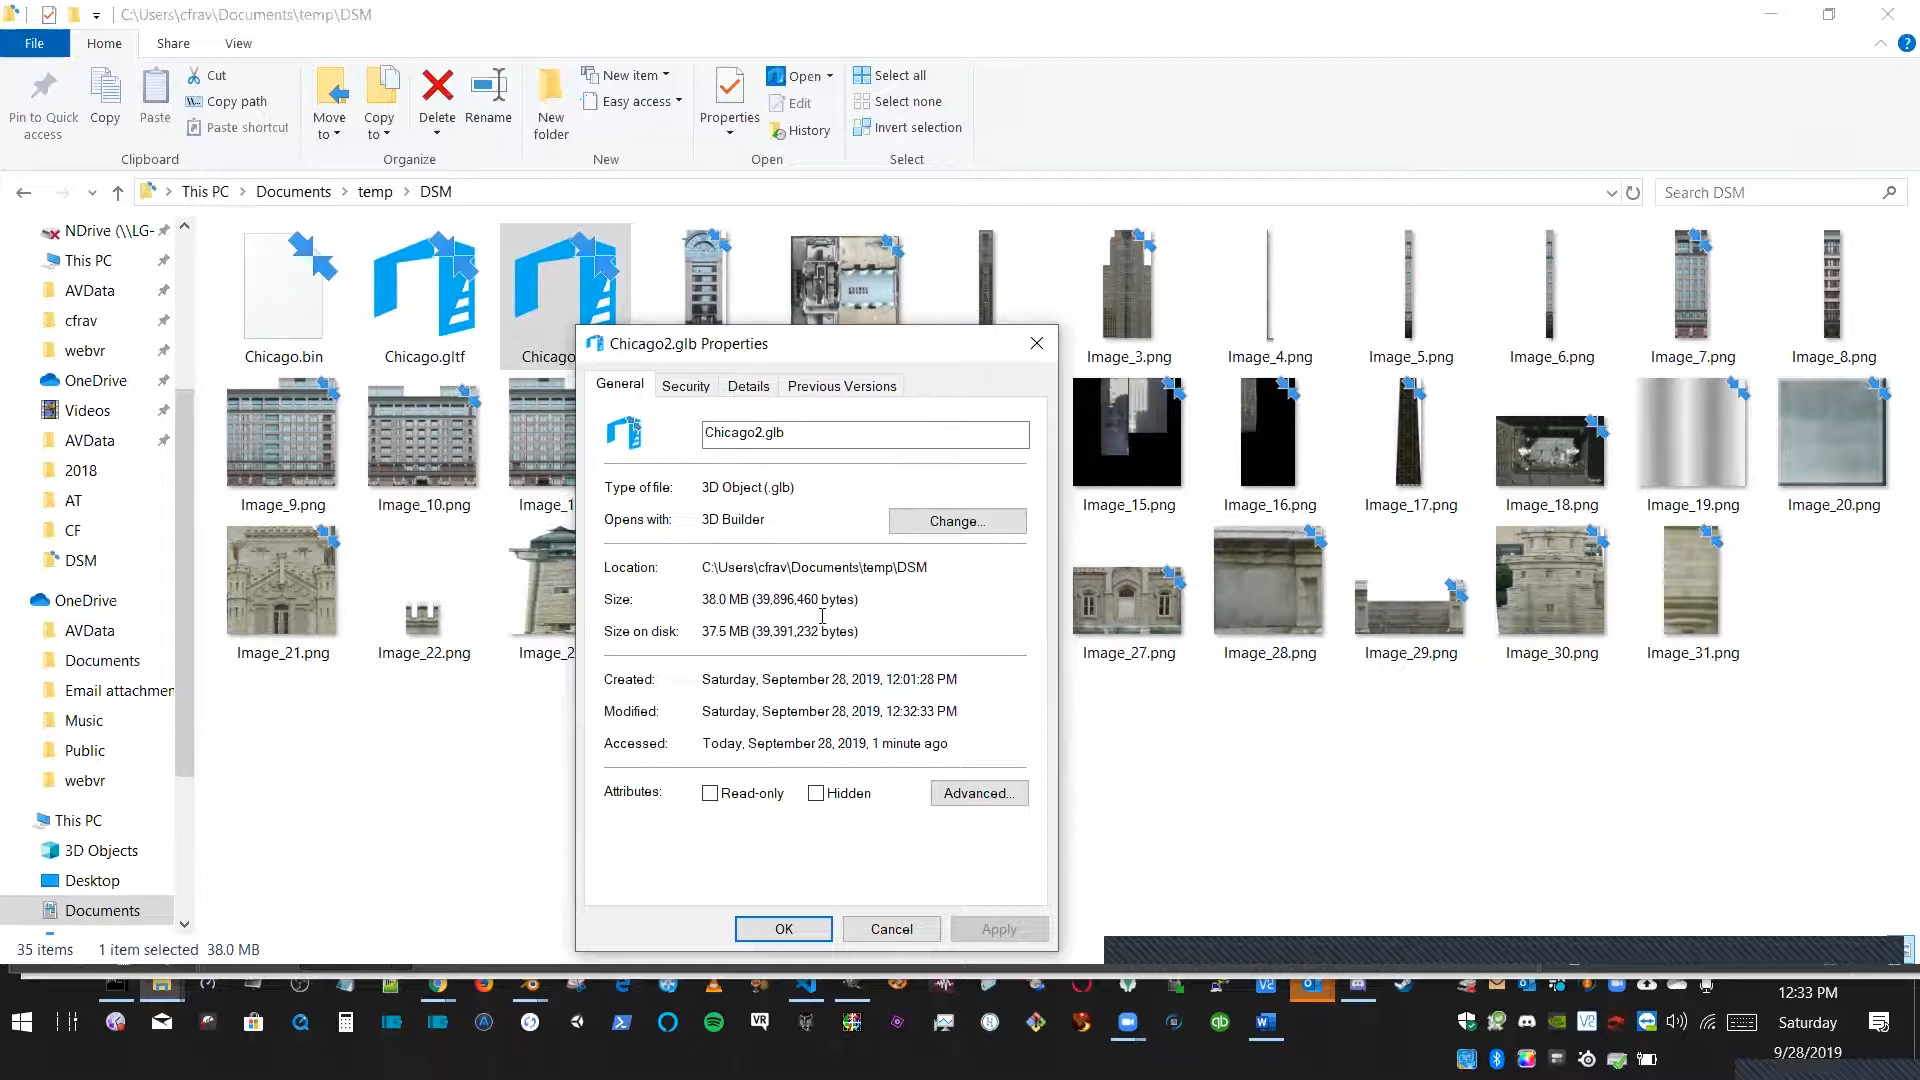 C:\Users\cfrav\Documents\temp\DSM
File Home Share View
Pin to Quick access
Copy
Paste
Cut
Copy path
Paste shortcut
Clipboard
Move to
Copy to
Delete
Rename
Organize
New folder
New item
Easy access
New
Properties
Open
Edit
History
Open
Select all
Select none
Invert selection
Select
This PC > Documents > temp > DSM
Search DSM
NDrive (\\LG-
This PC
AVData
cfrav
webvr
OneDrive
Videos
AVData
2018
AT
CF
DSM
OneDrive
AVData
Documents
Email attachmen
Music
Public
webvr
This PC
3D Objects
Desktop
Documents
Chicago.bin
Chicago.gltf
Chicago
Image_3.png
Image_4.png
Image_5.png
Image_6.png
Image_7.png
Image_8.png
Image_9.png
Image_10.png
Image_1
Image_15.png
Image_16.png
Image_17.png
Image_18.png
Image_19.png
Image_20.png
Image_21.png
Image_22.png
Image_2
Image_27.png
Image_28.png
Image_29.png
Image_30.png
Image_31.png
Chicago2.glb Properties
General Security Details Previous Versions
Chicago2.glb
Type of file: 3D Object (.glb)
Opens with: 3D Builder Change...
Location: C:\Users\cfrav\Documents\temp\DSM
Size: 38.0 MB (39,896,460 bytes)
Size on disk: 37.5 MB (39,391,232 bytes)
Created: Saturday, September 28, 2019, 12:01:28 PM
Modified: Saturday, September 28, 2019, 12:32:33 PM
Accessed: Today, September 28, 2019, 1 minute ago
Attributes: Read-only Hidden Advanced...
OK Cancel Apply
35 items 1 item selected 38.0 MB
VR
qb
12:33 PM
Saturday
9/28/2019